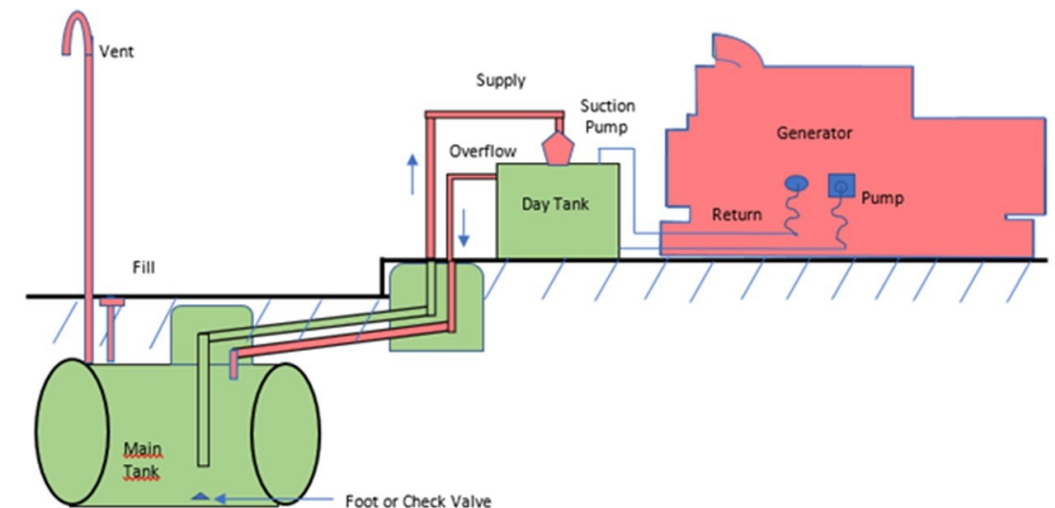 Vent
Supply
Suction
Pump
Generator
Overflow
Day Tank
Return
Pump
Fill
Main
Tank
Foot or Check Valve